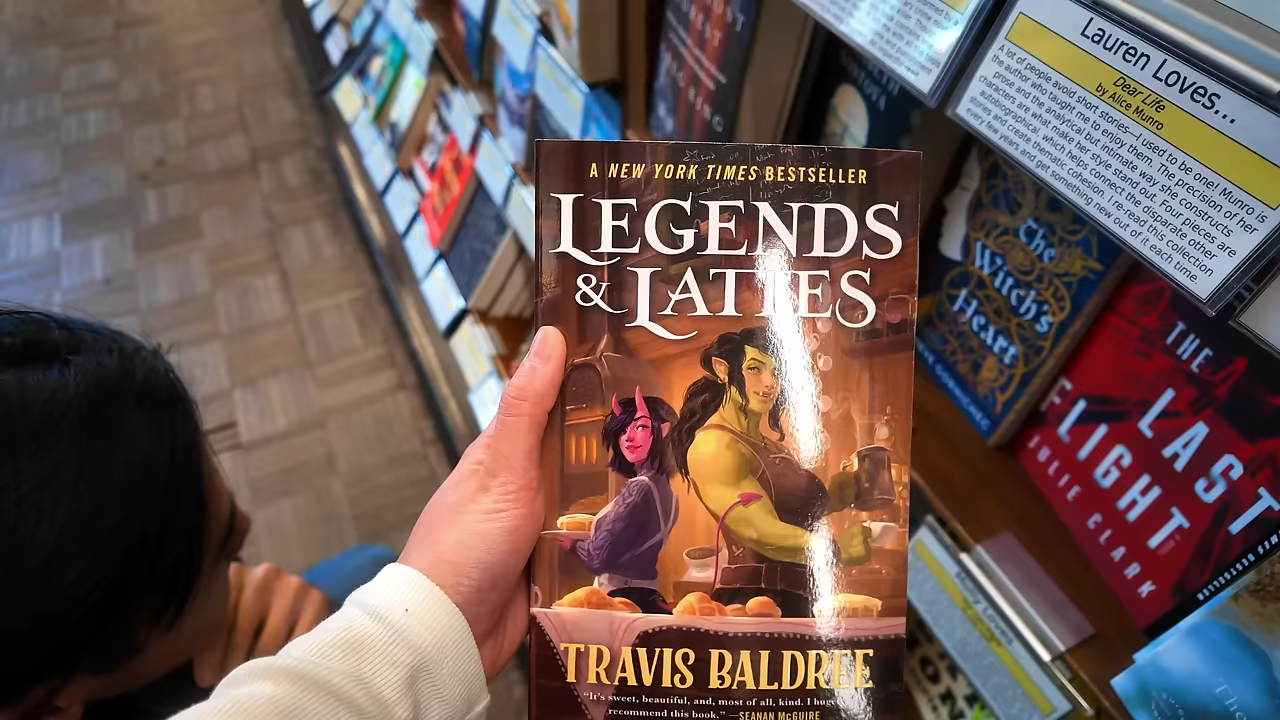 A NEW YORK TIMES BESTSELLER
LEGENDS
& LATTES
TRAVIS BALDREE
"It's sweet, beautiful, and, most of all, kind. I hugely
recommend this book." —SEANAN McGUIRE
Lauren Loves...
Dear Life
by Alice Munro
A lot of people avoid short stories—I used to be one! Munro is
the author who taught me to enjoy them. The precision of her
prose and the analytical but intimate way she constructs
characters are what make her style stand out. Four pieces are
autobiographical, which helps connect the disparate other
stories and create thematic cohesion. I re-read this collection
every few years and get something new out of it each time.
The
Witch's
Heart
THE
LAST
FLIGHT
JULIE CLARK